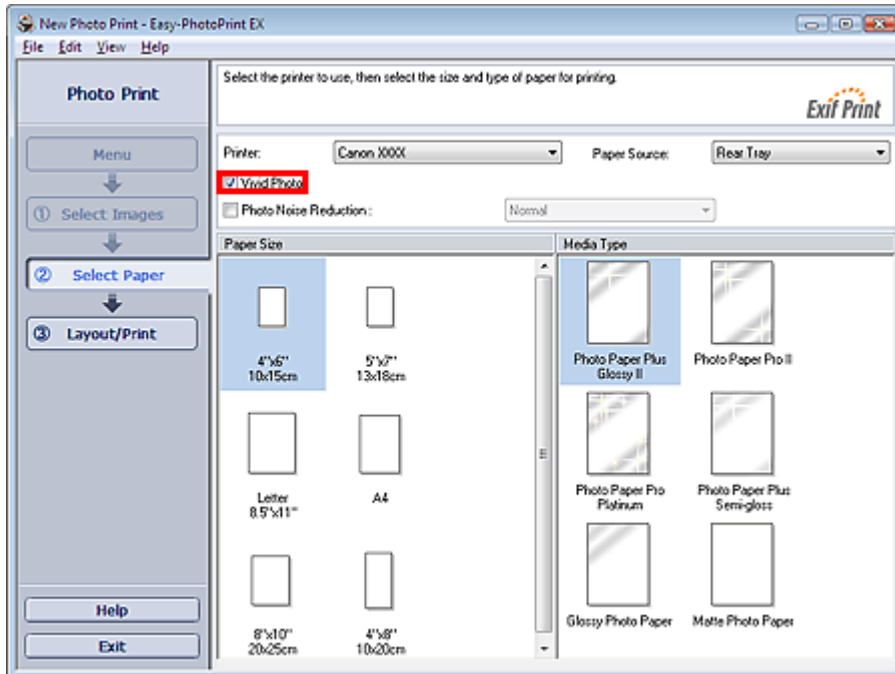 New Photo Print - Easy-PhotoPrint EX
File Edit View Help
Photo Print
Select the printer to use, then select the size and type of paper for printing.
Exif Print
Menu
Printer: Canon XXXX Paper Source: Rear Tray
Vivid Photo
① Select Images
Photo Noise Reduction : Normal
Paper Size Media Type
② Select Paper
③ Layout/Print
4"x6"
10x15cm
5"x7"
13x18cm
Photo Paper Plus
Glossy II
Photo Paper Pro II
Letter
8.5"x11"
A4
Photo Paper Pro
Platinum
Photo Paper Plus
Semi-gloss
8"x10"
20x25cm
4"x8"
10x20cm
Glossy Photo Paper
Matte Photo Paper
Help
Exit